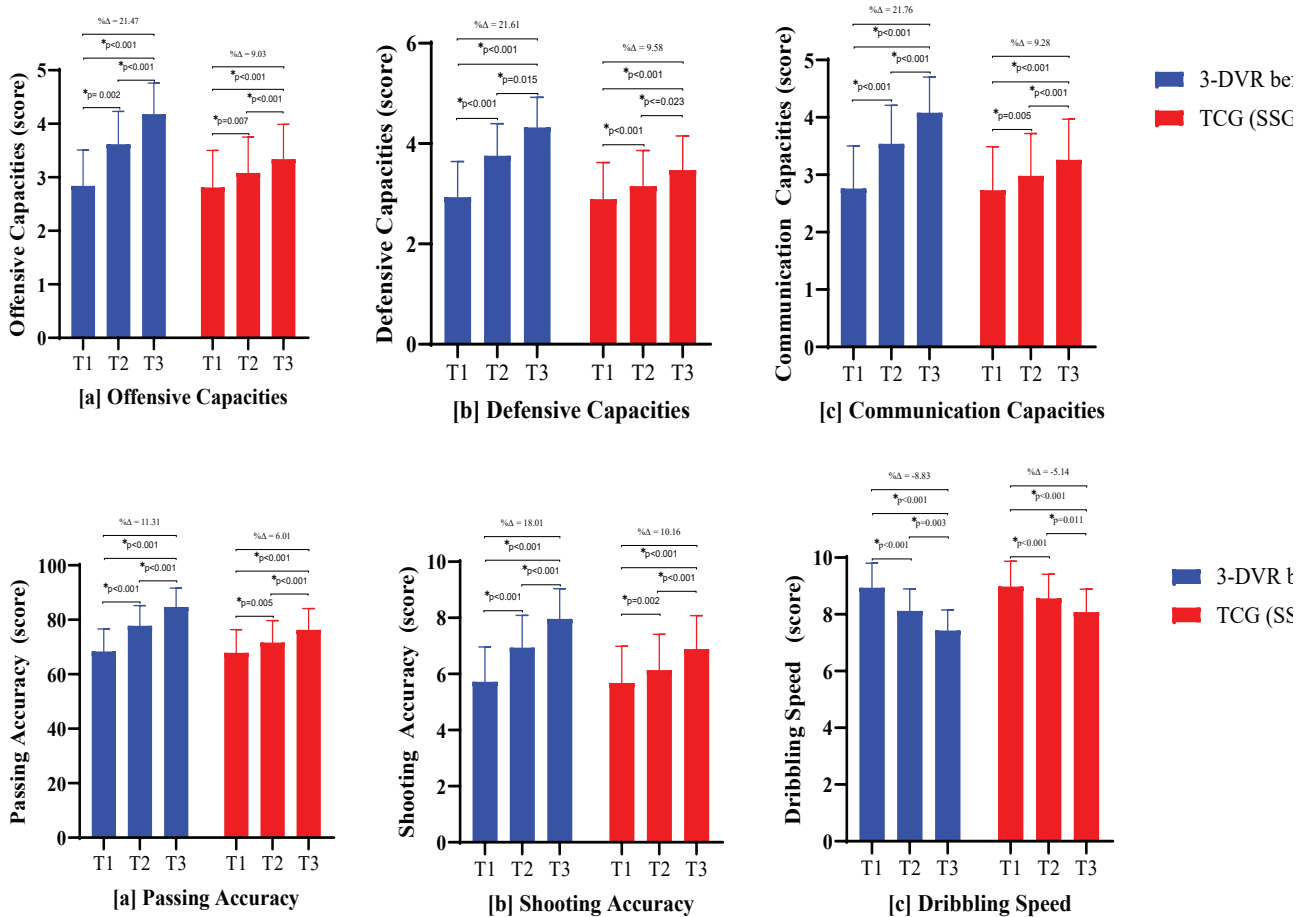 %Δ = 21.47
*p<0.001
*p<0.001
*p= 0.002
%Δ = 9.03
*p<0.001
*p<0.001
*p=0.007
Offensive Capacities (score)
5
4
3
2
1
0
T1 T2 T3 T1 T2 T3
[a] Offensive Capacities
%Δ = 21.61
*p<0.001
*p=0.015
*p<0.001
%Δ = 9.58
*p<0.001
*p<=0.023
*p<0.001
Defensive Capacities (score)
6
4
2
0
T1 T2 T3 T1 T2 T3
[b] Defensive Capacities
%Δ = 21.76
*p<0.001
*p<0.001
*p<0.001
%Δ = 9.28
*p<0.001
*p<0.001
*p=0.005
Communication Capacities (score)
5
4
3
2
1
0
T1 T2 T3 T1 T2 T3
[c] Communication Capacities
3-DVR be
TCG (SSG
%Δ = 11.31
*p<0.001
*p<0.001
*p<0.001
%Δ = 6.01
*p<0.001
*p<0.001
*p=0.005
Passing Accuracy (score)
100
80
60
40
20
0
T1 T2 T3 T1 T2 T3
[a] Passing Accuracy
%Δ = 18.01
*p<0.001
*p<0.001
*p<0.001
%Δ = 10.16
*p<0.001
*p<0.001
*p=0.002
Shooting Accuracy (score)
10
8
6
4
2
0
T1 T2 T3 T1 T2 T3
[b] Shooting Accuracy
%Δ = -8.83
*p<0.001
*p=0.003
*p<0.001
%Δ = -5.14
*p<0.001
*p=0.011
*p<0.001
Dribbling Speed (score)
10
8
6
4
2
0
T1 T2 T3 T1 T2 T3
[c] Dribbling Speed
3-DVR b
TCG (SS